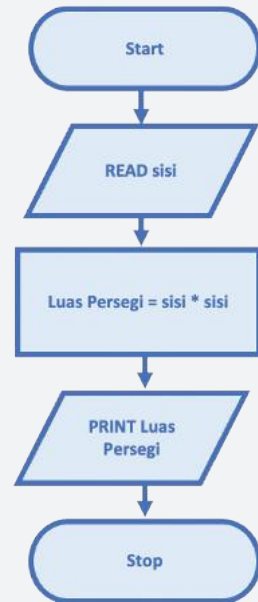 Start
READ sisi
Luas Persegi = sisi * sisi
PRINT Luas
Persegi
Stop